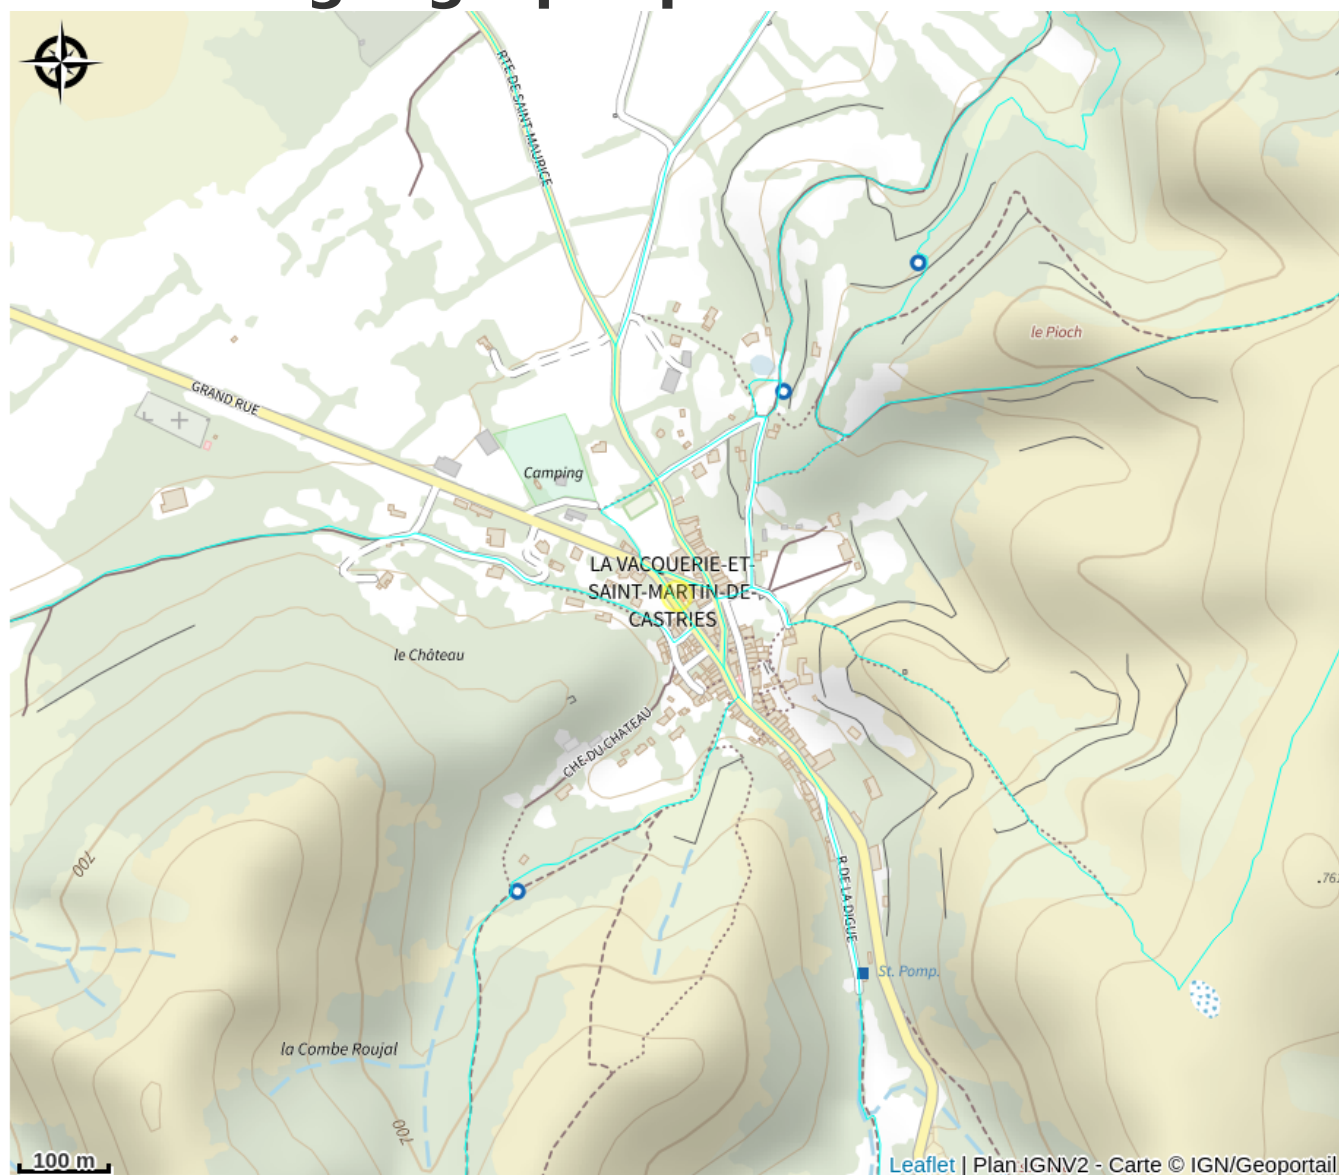 RTE DE SAINT-MAURICE
le Pioch
GRAND RUE
Camping
LA VACQUERIE-ET-
SAINT-MARTIN-DE-
CASTRIES
le Château
CHE DU CHATEAU
700
R DE LA DIGUE
St. Pomp.
la Combe Roujal
700
100 m
Leaflet | Plan IGNV2 - Carte © IGN/Geoportail